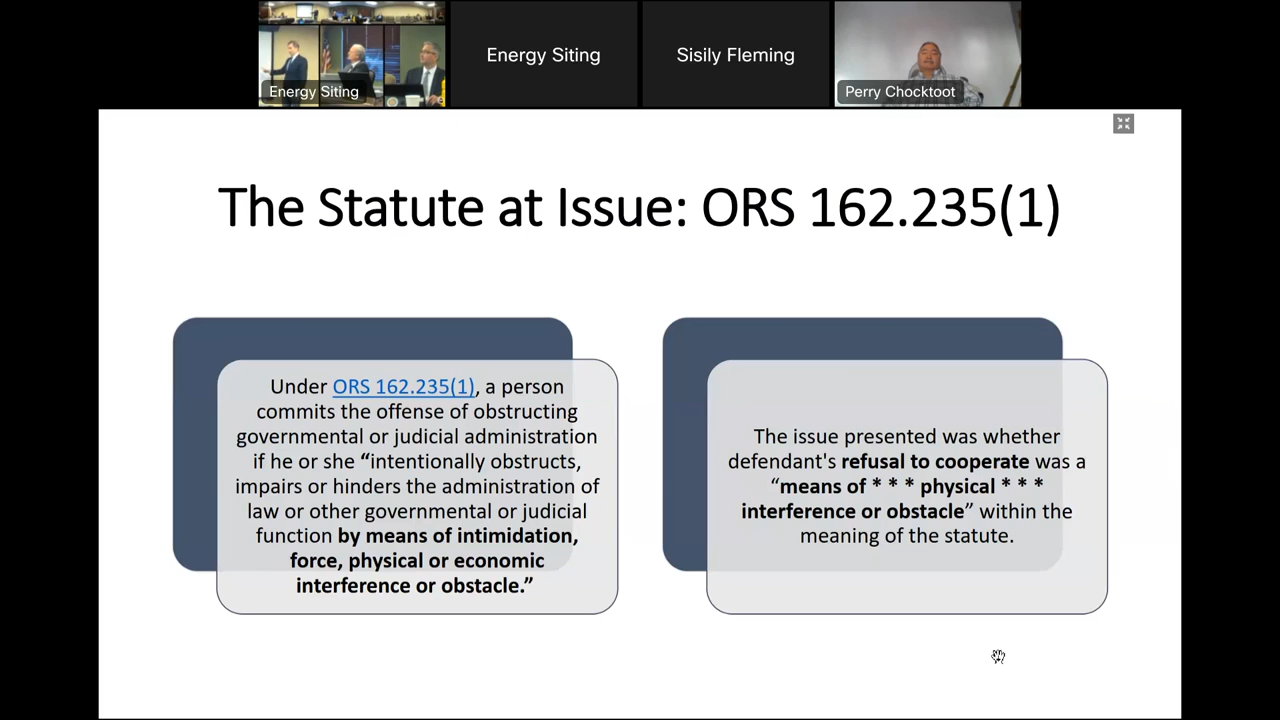 Energy Siting
Energy Siting
Sisily Fleming
Perry Chocktoot
The Statute at Issue: ORS 162.235(1)
Under ORS 162.235(1), a person
commits the offense of obstructing
governmental or judicial administration
if he or she “intentionally obstructs,
impairs or hinders the administration of
law or other governmental or judicial
function by means of intimidation,
force, physical or economic
interference or obstacle.”
The issue presented was whether
defendant's refusal to cooperate was a
“means of * * * physical * * *
interference or obstacle” within the
meaning of the statute.